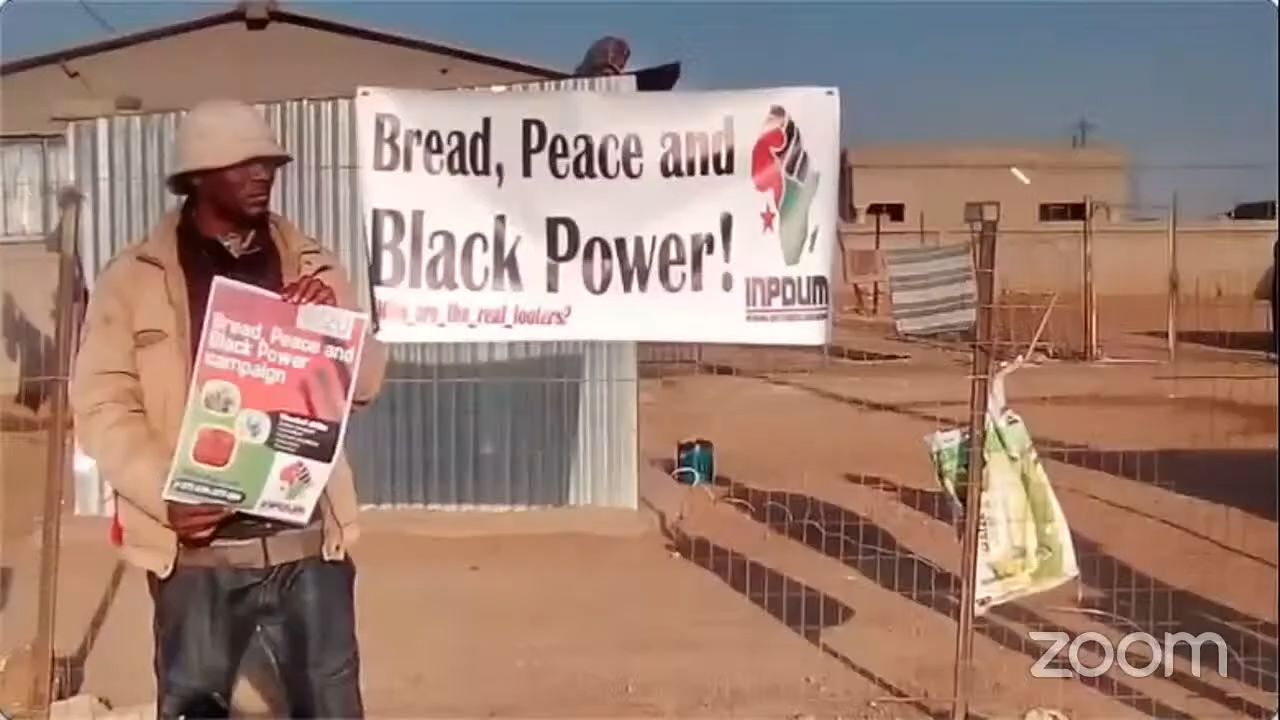 Bread, Peace and
Black Power!
Who_are_the_real_looters?
INPDUM
Bread, Peace and
Black Power
campaign
INPDUM
zoom